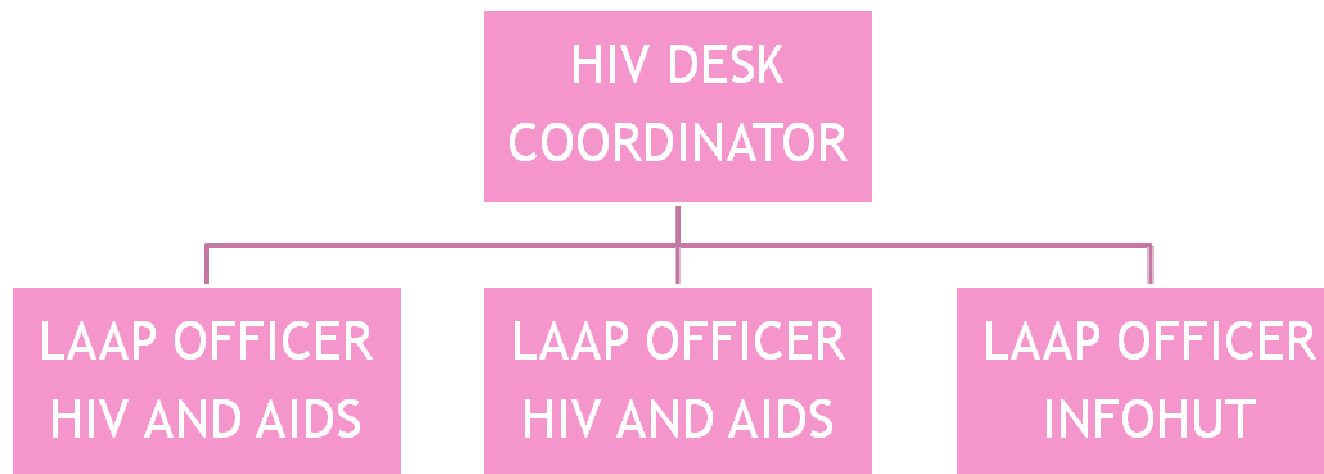 HIV DESK
COORDINATOR
LAAP OFFICER
HIV AND AIDS
LAAP OFFICER
HIV AND AIDS
LAAP OFFICER
INFOHUT